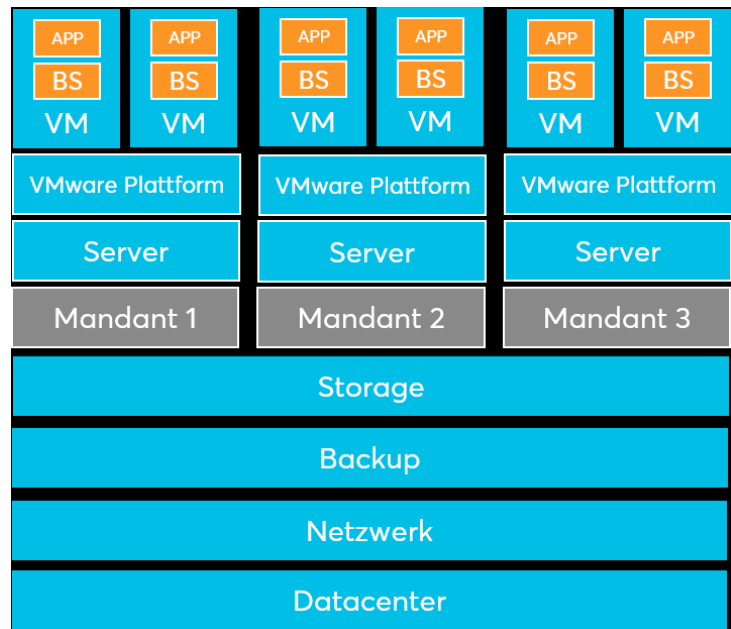 APP APP APP APP APP APP
BS BS BS BS BS BS
VM VM VM VM VM VM
VMware Plattform VMware Plattform VMware Plattform
Server Server Server
Mandant 1 Mandant 2 Mandant 3
Storage
Backup
Netzwerk
Datacenter